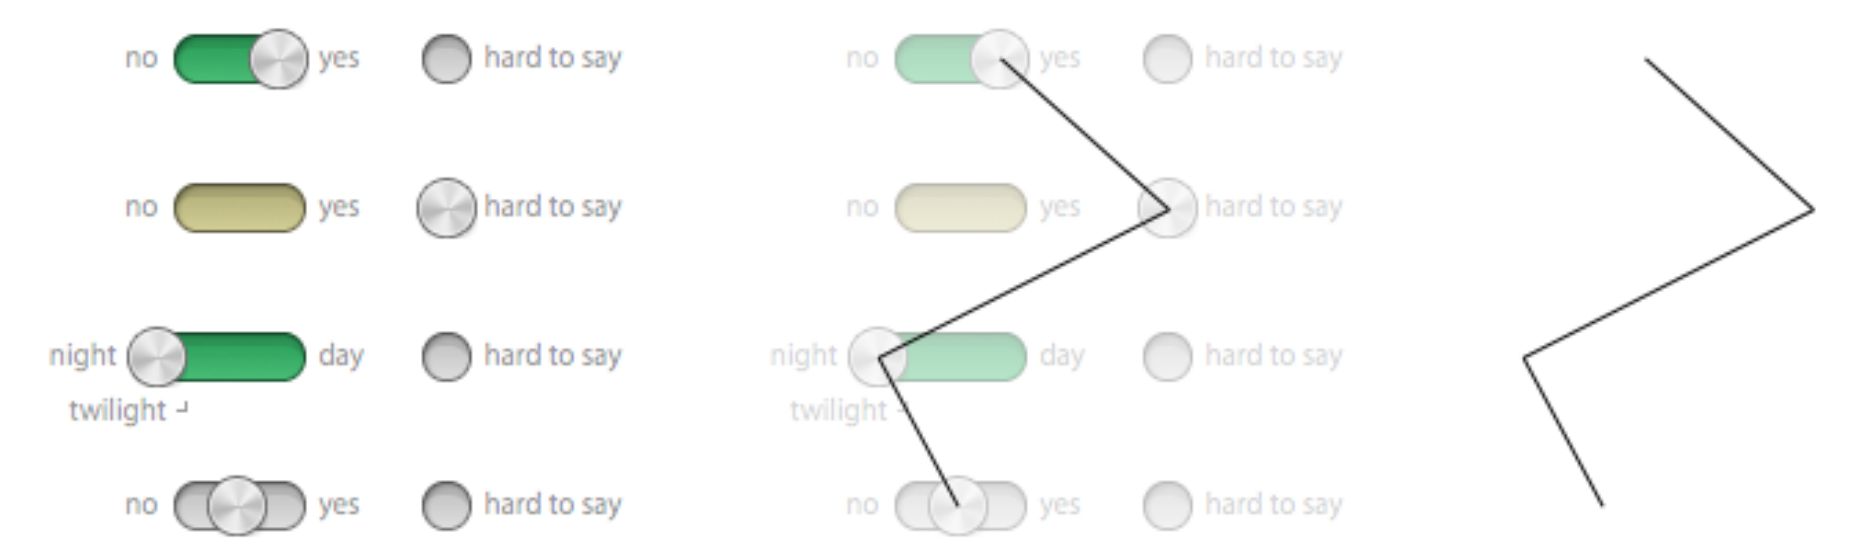 no yes hard to say no yes hard to say
no yes hard to say no yes hard to say
night day hard to say night day hard to say
twilight twilight
no yes hard to say no yes hard to say